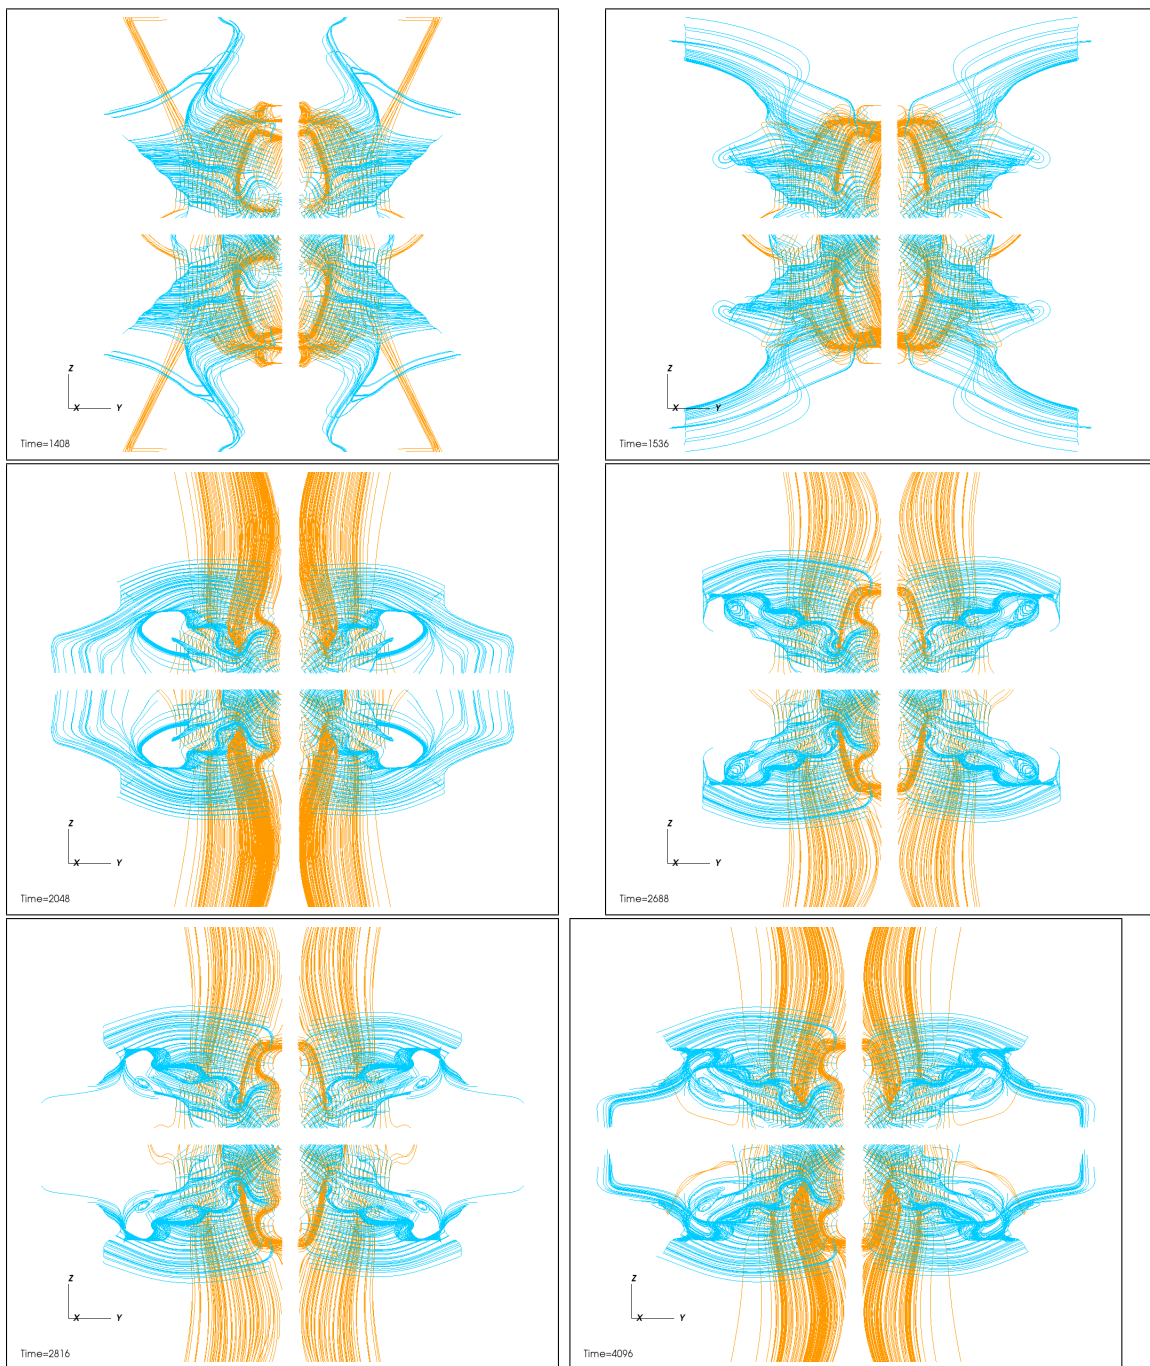 Z
X Y
Time=1408
Z
X Y
Time=1536
Z
X Y
Time=2048
Z
X Y
Time=2688
Z
X Y
Time=2816
Z
X Y
Time=4096